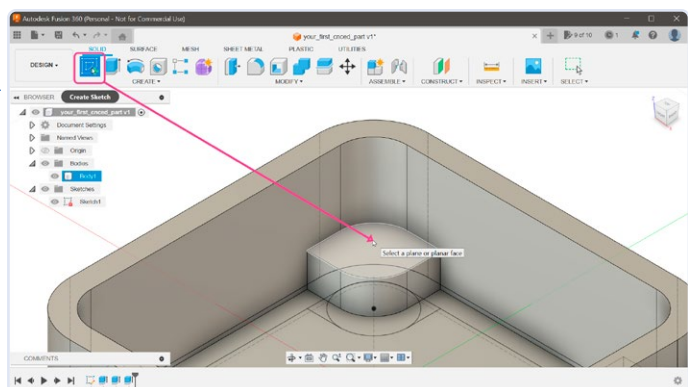 Autodesk Fusion 360 (Personal - Not for Commercial Use)
your_first_cnced_part v1*
9 of 10
1
SOLID
SURFACE
MESH
SHEET METAL
PLASTIC
UTILITIES
DESIGN
CREATE
MODIFY
ASSEMBLE
CONSTRUCT
INSPECT
INSERT
SELECT
BROWSER
Create Sketch
your_first_cnced_part v1
Document Settings
Named Views
Origin
Bodies
Body1
Sketches
Sketch1
Select a plane or planar face
COMMENTS